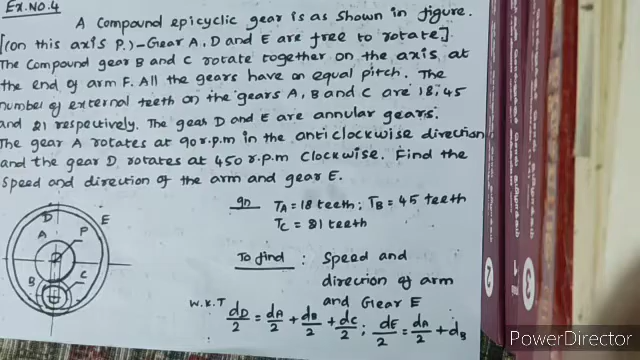 Ex.NO.4
A compound epicyclic gear is as shown in figure.
[(on this axis P.)-Gear A, D and E are free to rotate]
The compound gear B and C rotate together on the axis at
the end of arm F. All the gears have an equal pitch. The
number of external teeth on the gears A, B and C are 18, 45
and 21 respectively. The gear D and E are annular gears.
The gear A rotates at 90 r.p.m in the anticlockwise direction
and the gear D rotates at 450 r.p.m clockwise. Find the
Speed and direction of the arm and gear E.
gn TA = 18 teeth; TB = 45 teeth
TC = 21 teeth
To find : Speed and
direction of arm
and Gear E
D E
A P
B C
W.K.T dD/2 = dA/2 + dB/2 + dC/2 ; dE/2 = dA/2 + dB
2 1 3
PowerDirector